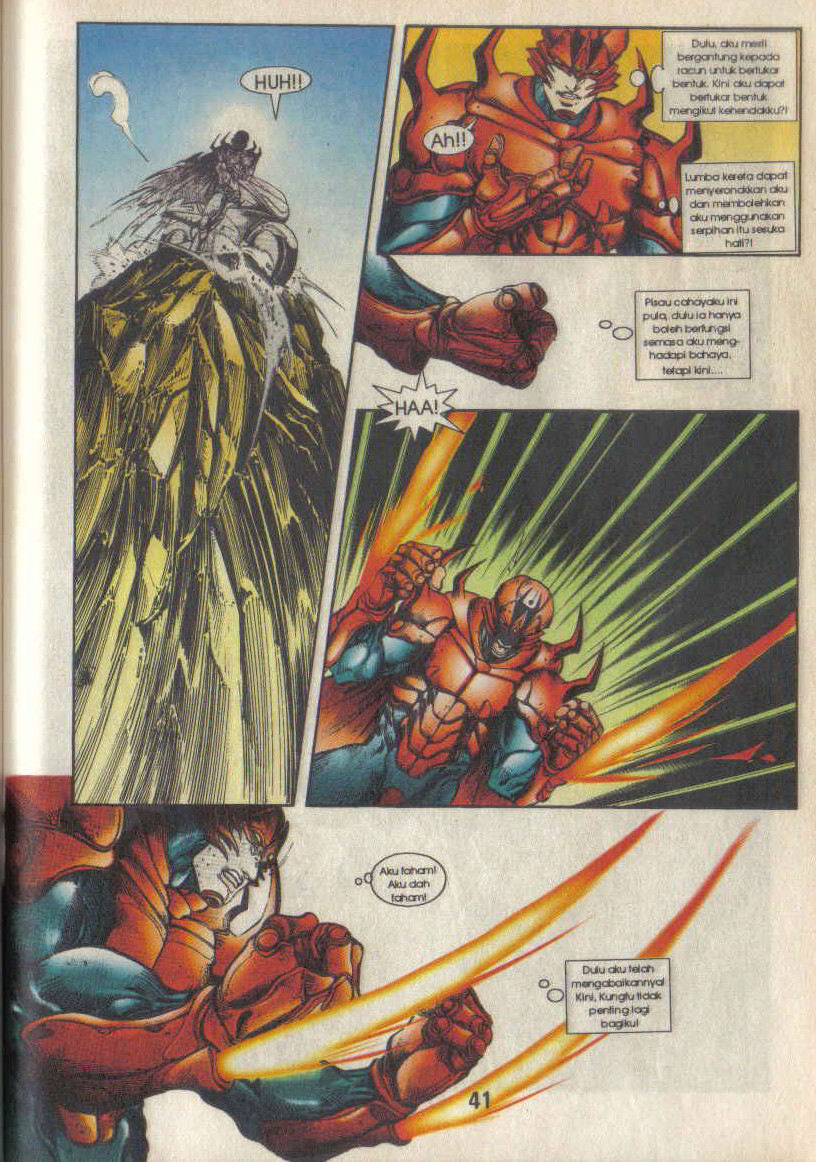 HUH!!
Dulu, aku mesti
bergantung kepada
racun untuk bertukar
bentuk. Kini aku dapat
bertukar bentuk
mengikut kehendakku?!
Ah!!
Lumba kereta dapat
menyeronokkan aku
dan membolehkan
aku menggunakan
serpihan itu sesuka
hati?!
Pisau cahayaku ini
pula, dulu ia hanya
boleh berfungsi
semasa aku meng-
hadapi bahaya,
tetapi kini....
HAA!
Aku faham!
Aku dah
faham!
Dulu aku telah
mengabaikannya!
Kini, Kungfu tidak
penting lagi
bagiku!
41